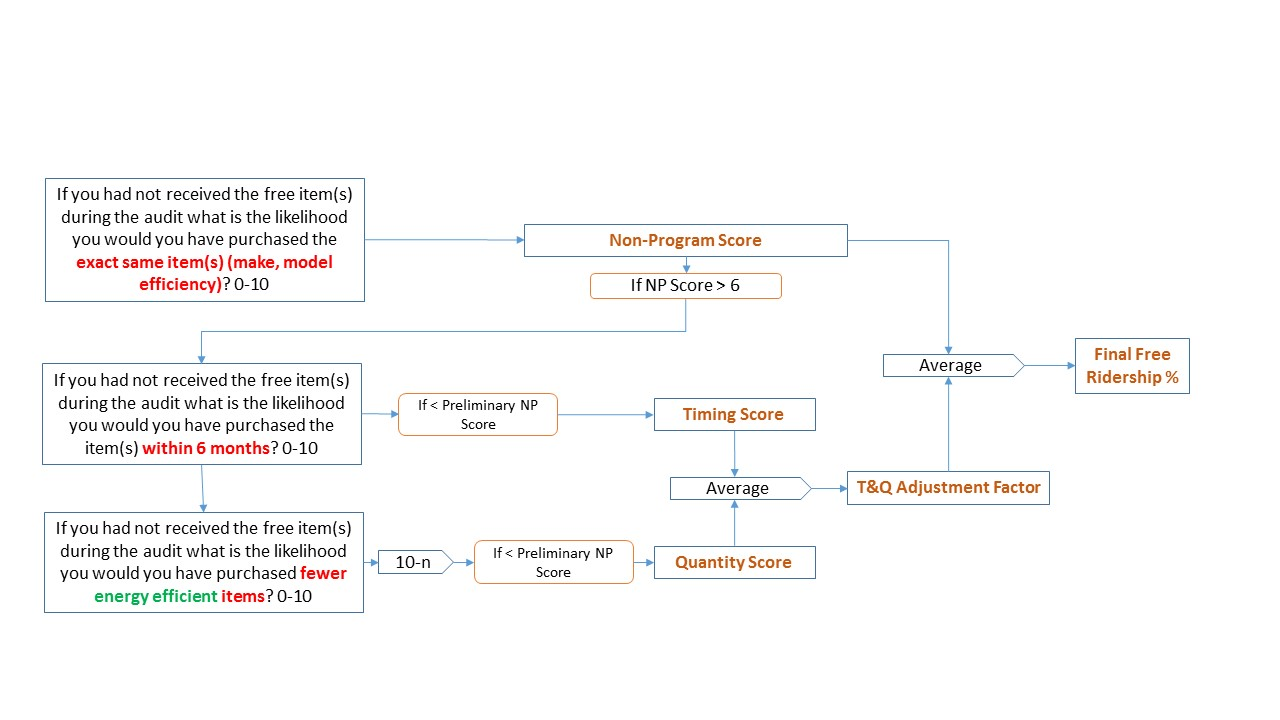 If you had not received the free item(s)
during the audit what is the likelihood
you would you have purchased the
exact same item(s) (make, model
efficiency)? 0-10
Non-Program Score
If NP Score > 6
If you had not received the free item(s)
during the audit what is the likelihood
you would you have purchased the
item(s) within 6 months? 0-10
If < Preliminary NP
Score
Timing Score
Average
Final Free
Ridership %
Average
T&Q Adjustment Factor
If you had not received the free item(s)
during the audit what is the likelihood
you would you have purchased fewer
energy efficient items? 0-10
10-n
If < Preliminary NP
Score
Quantity Score